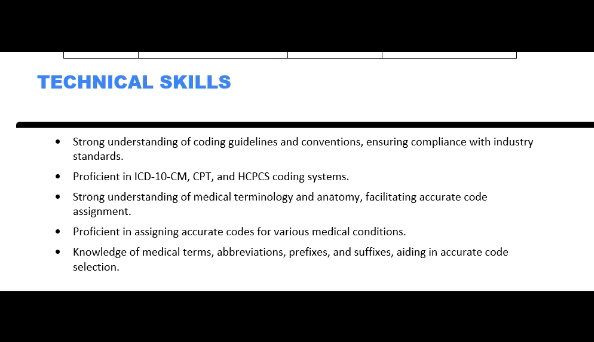 TECHNICAL SKILLS
• Strong understanding of coding guidelines and conventions, ensuring compliance with industry
standards.
• Proficient in ICD-10-CM, CPT, and HCPCS coding systems.
• Strong understanding of medical terminology and anatomy, facilitating accurate code
assignment.
• Proficient in assigning accurate codes for various medical conditions.
• Knowledge of medical terms, abbreviations, prefixes, and suffixes, aiding in accurate code
selection.